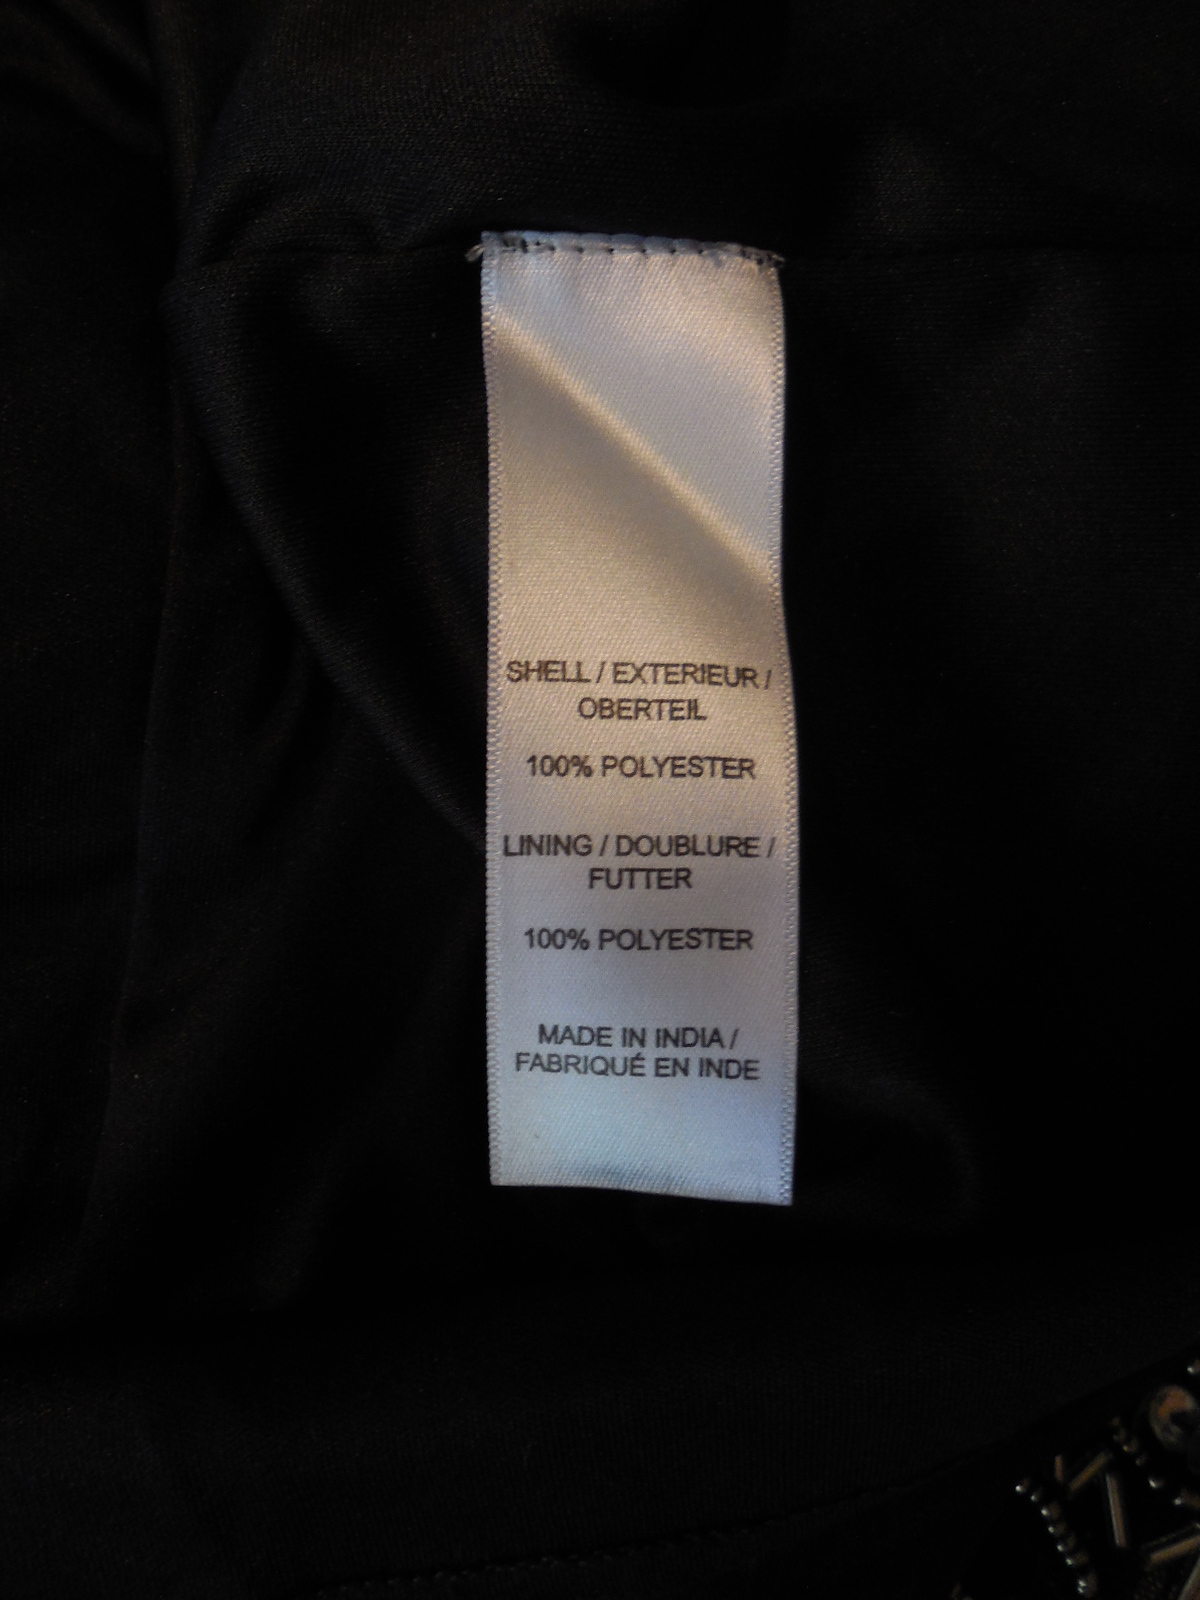 SHELL / EXTERIEUR /
OBERTEIL
100% POLYESTER
LINING / DOUBLURE /
FUTTER
100% POLYESTER
MADE IN INDIA /
FABRIQUÉ EN INDE